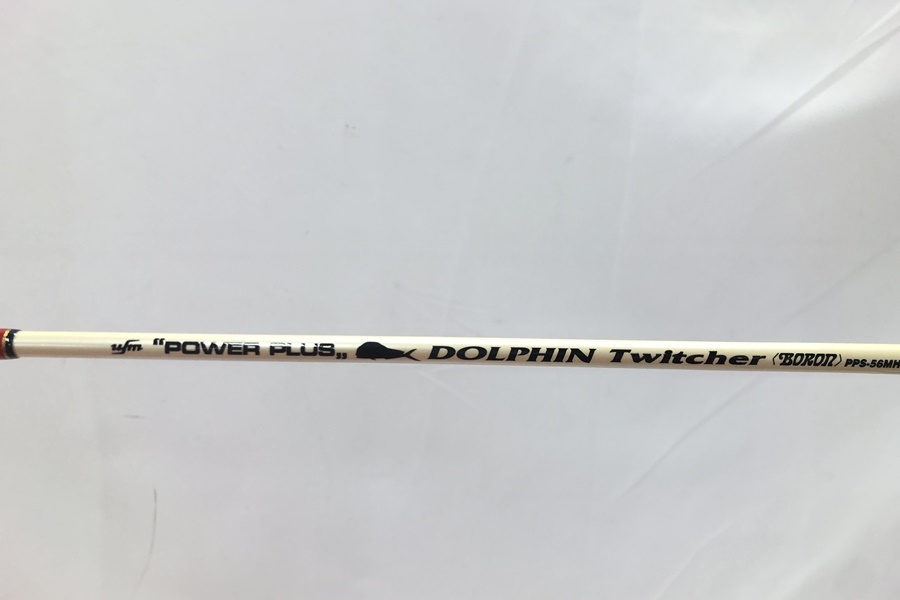 ufm "POWER PLUS„ DOLPHIN Twitcher 〈BORON〉 PPS-56MH